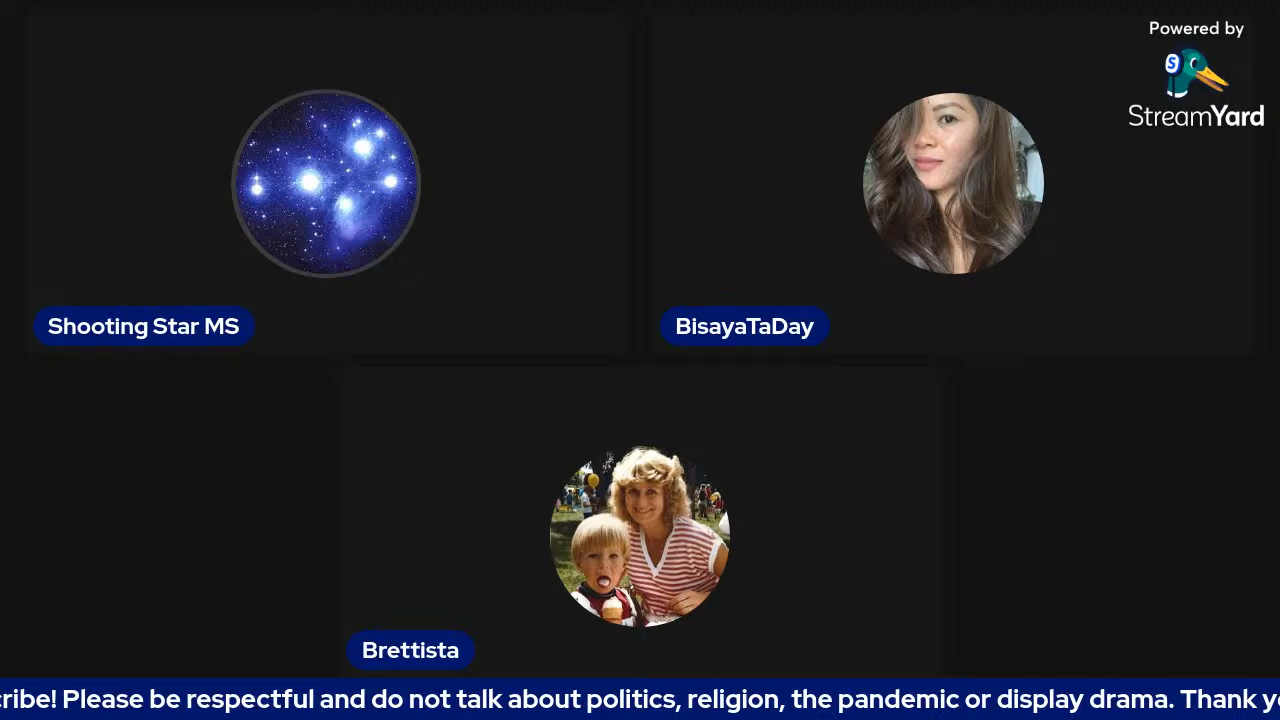 Powered by
StreamYard
Shooting Star MS
BisayaTaDay
Brettista
cribe! Please be respectful and do not talk about politics, religion, the pandemic or display drama. Thank yo